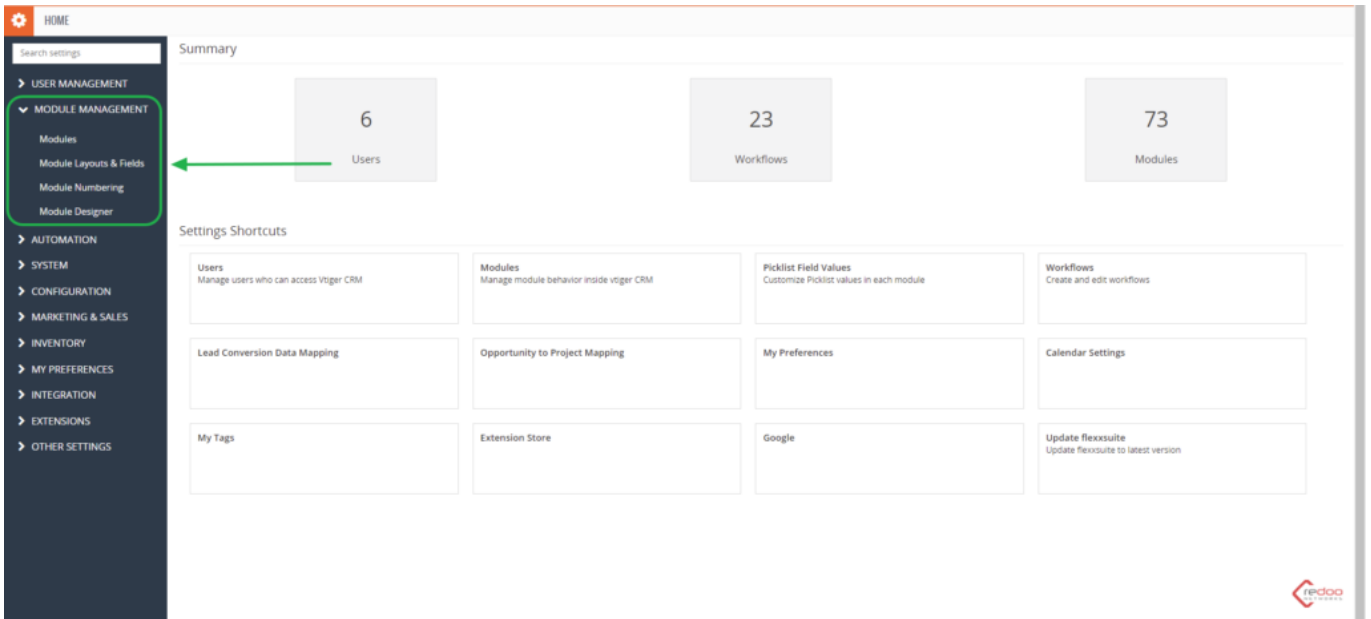 HOME
Search settings
USER MANAGEMENT
MODULE MANAGEMENT
Modules
Module Layouts & Fields
Module Numbering
Module Designer
AUTOMATION
SYSTEM
CONFIGURATION
MARKETING & SALES
INVENTORY
MY PREFERENCES
INTEGRATION
EXTENSIONS
OTHER SETTINGS
Summary
6
Users
23
Workflows
73
Modules
Settings Shortcuts
Users
Manage users who can access Vtiger CRM
Modules
Manage module behavior inside vtiger CRM
Picklist Field Values
Customize Picklist values in each module
Workflows
Create and edit workflows
Lead Conversion Data Mapping
Opportunity to Project Mapping
My Preferences
Calendar Settings
My Tags
Extension Store
Google
Update flexxsuite
Update flexxsuite to latest version
redoo
NETWORKS